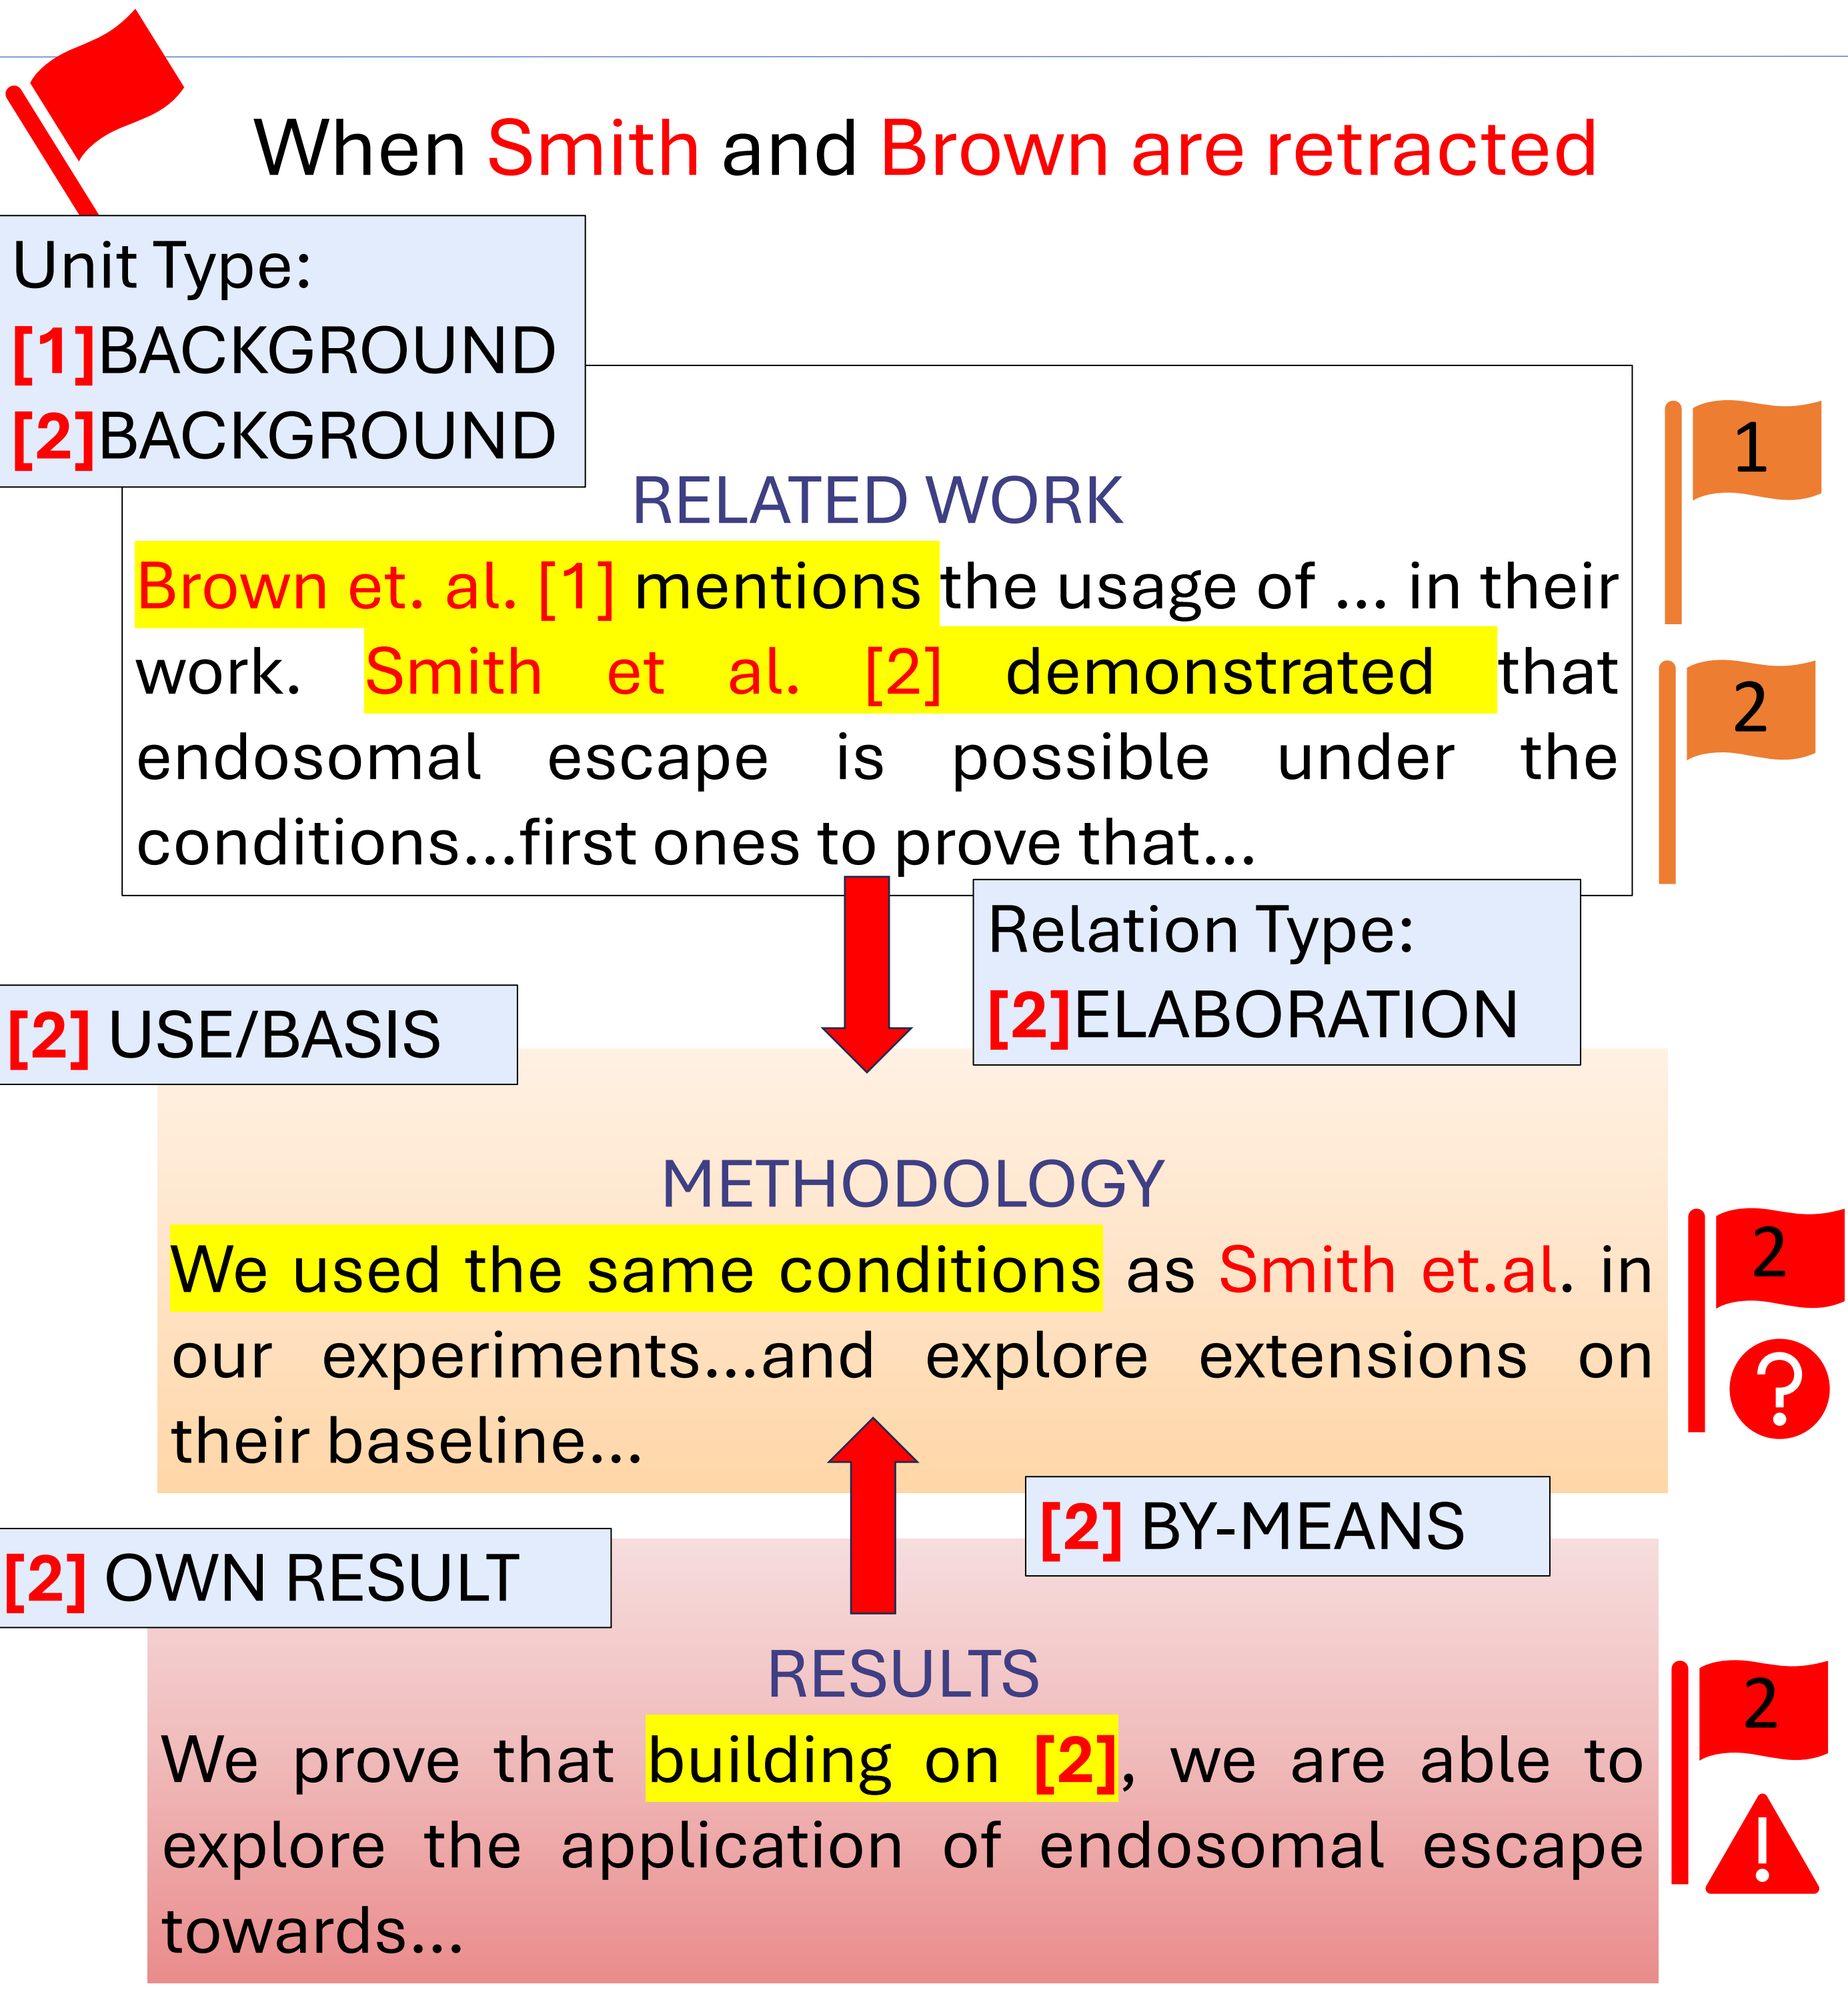 When Smith and Brown are retracted
Unit Type:
[1]BACKGROUND
[2]BACKGROUND
1
RELATED WORK
Brown et. al. [1] mentions the usage of ... in their
work. Smith et al. [2] demonstrated that
2
endosomal escape is possible under the
conditions...first ones to prove that...
Relation Type:
[2]ELABORATION
[2] USE/BASIS
METHODOLOGY
We used the same conditions as Smith et.al. in
2
our experiments...and explore extensions on
?
their baseline...
[2] BY-MEANS
[2] OWN RESULT
RESULTS
We prove that building on [2], we are able to
2
explore the application of endosomal escape
!
towards...